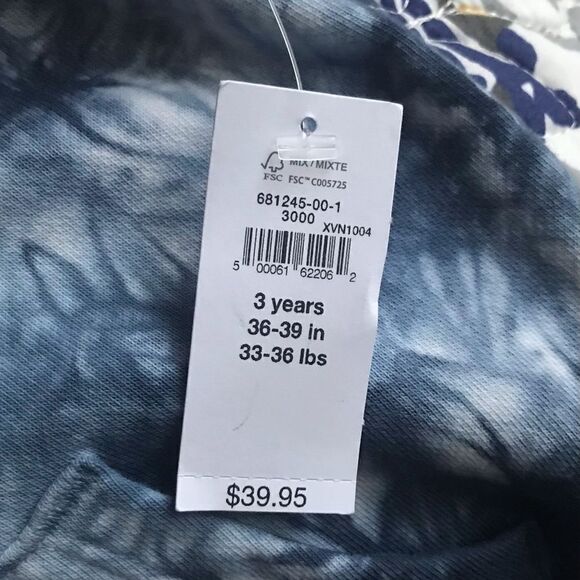 MIX / MIXTE
FSC FSC™ C005725
681245-00-1
3000
XVN1004
5 00061 62206 2
3 years
36-39 in
33-36 lbs
$39.95